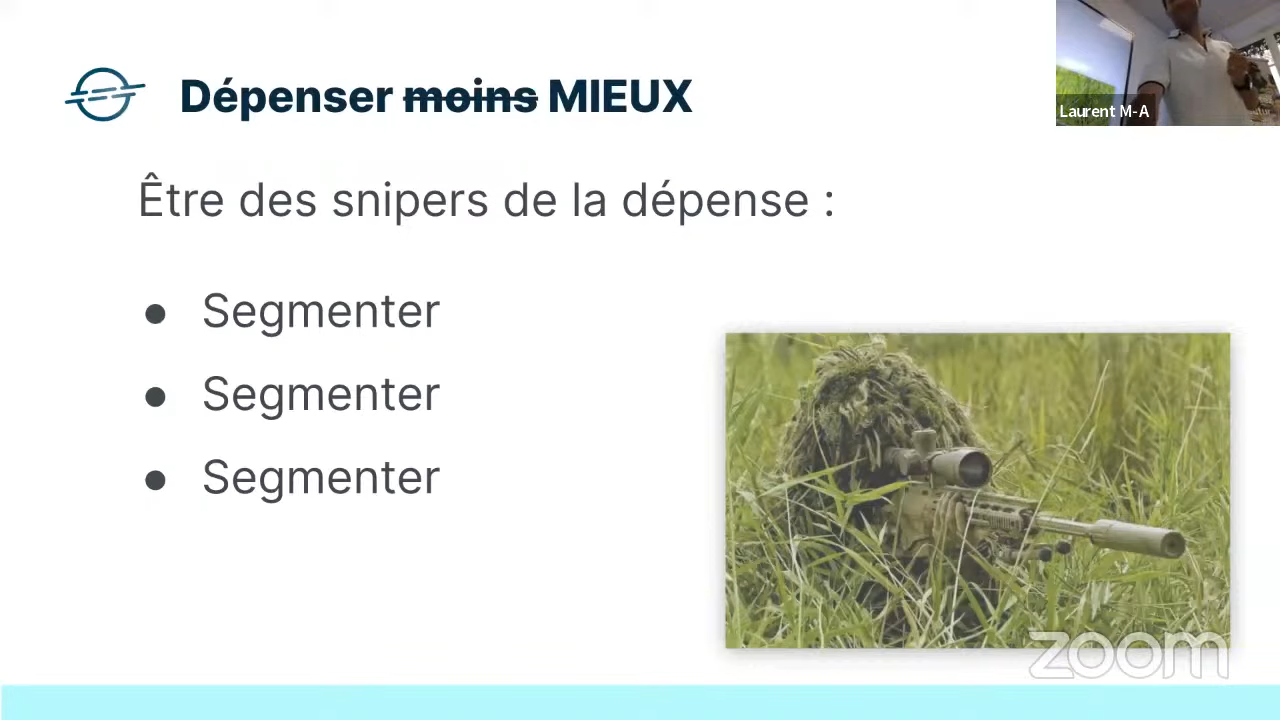 Dépenser moins MIEUX
Laurent M-A
Être des snipers de la dépense :
● Segmenter
● Segmenter
● Segmenter
zoom